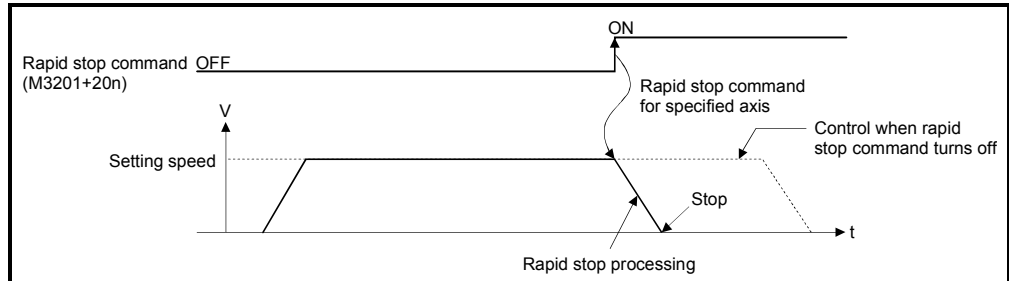 ON
Rapid stop command OFF
(M3201+20n)
Rapid stop command
for specified axis
V
Control when rapid
stop command turns off
Setting speed
Stop
t
Rapid stop processing